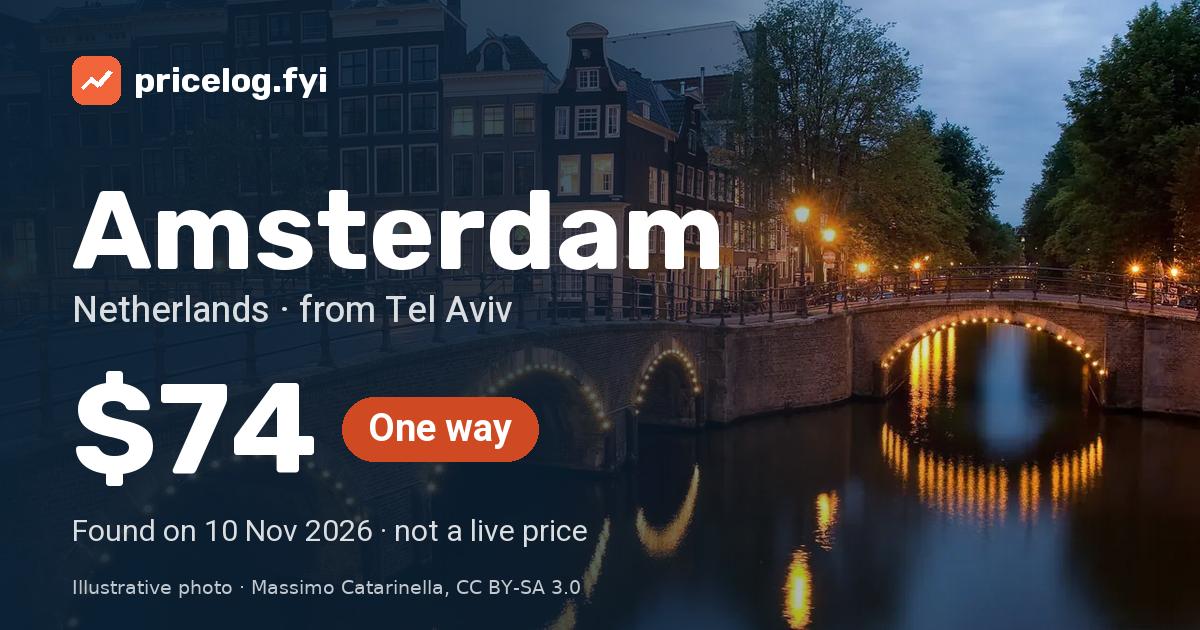 pricelog.fyi
Amsterdam
Netherlands · from Tel Aviv
$74 One way
Found on 10 Nov 2026 · not a live price
Illustrative photo · Massimo Catarinella, CC BY-SA 3.0